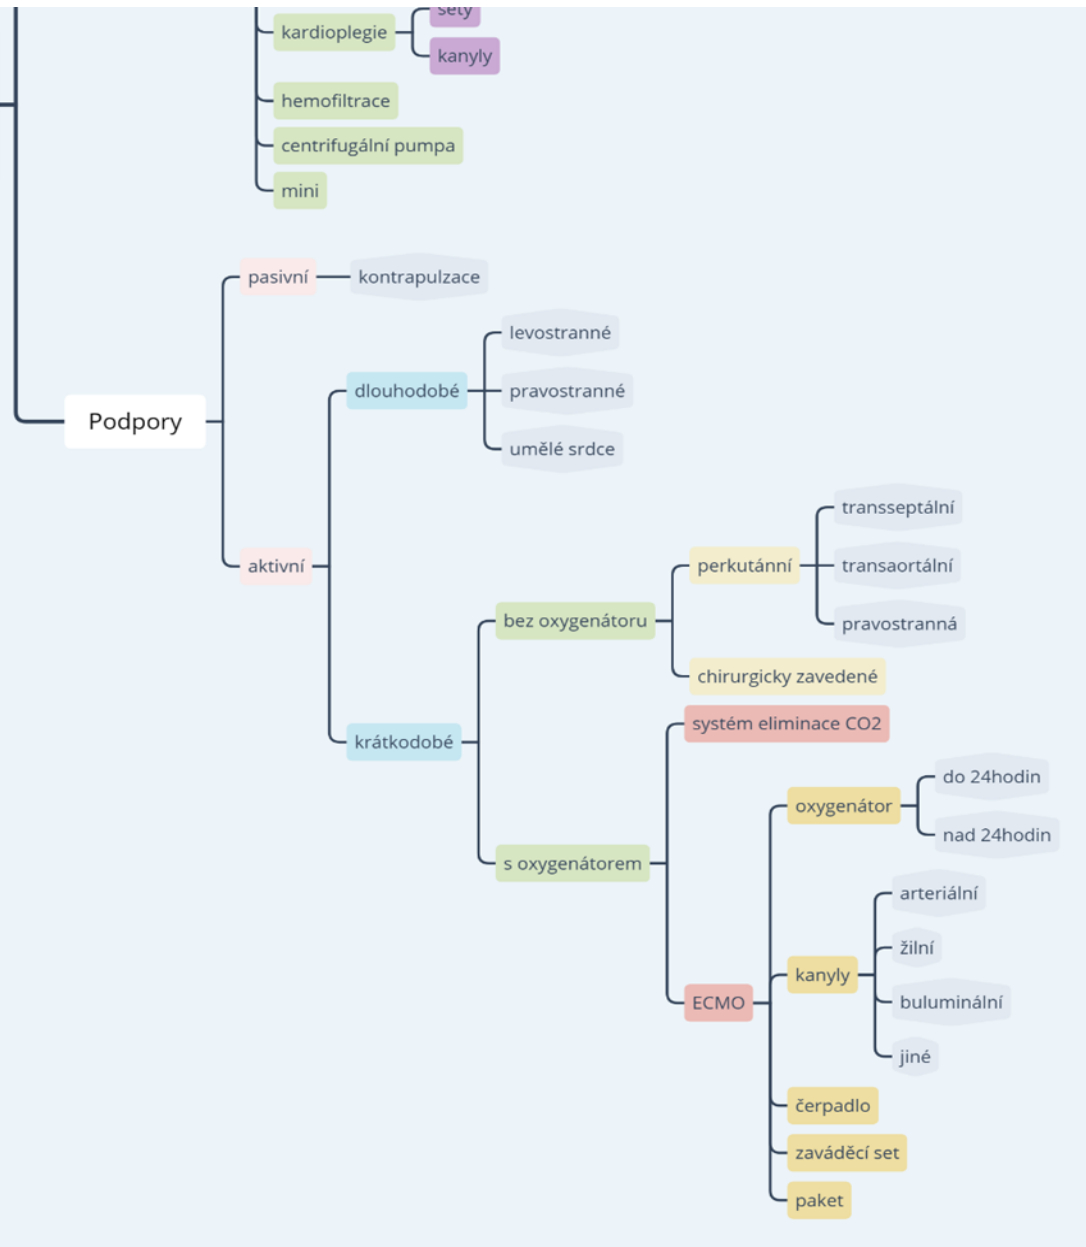 sety
kardioplegie
kanyly
hemofiltrace
centrifugální pumpa
mini
Podpory
pasivní
kontrapulzace
aktivní
dlouhodobé
levostranné
pravostranné
umělé srdce
krátkodobé
bez oxygenátoru
perkutánní
transseptální
transaortální
pravostranná
chirurgicky zavedené
s oxygenátorem
systém eliminace CO2
ECMO
oxygenátor
do 24hodin
nad 24hodin
kanyly
arteriální
žilní
buluminální
jiné
čerpadlo
zaváděcí set
paket